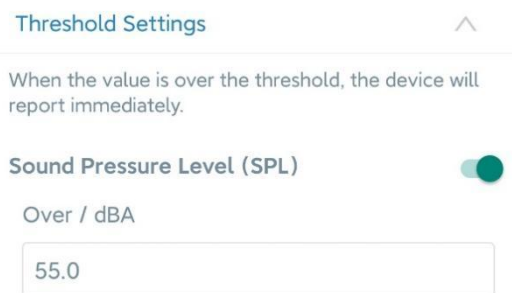 Threshold Settings
When the value is over the threshold, the device will
report immediately.
Sound Pressure Level (SPL)
Over / dBA
55.0